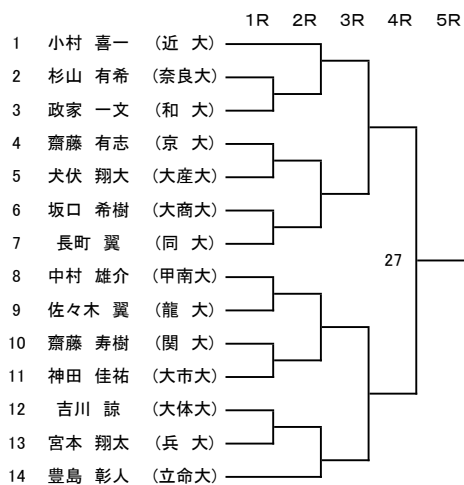 1R 2R 3R 4R 5R
1 小村 喜一 (近 大)
2 杉山 有希 (奈良大)
3 政家 一文 (和 大)
4 齋藤 有志 (京 大)
5 犬伏 翔大 (大産大)
6 坂口 希樹 (大商大)
7 長町 翼 (同 大)
8 中村 雄介 (甲南大)
27
9 佐々木 翼 (龍 大)
10 齋藤 寿樹 (関 大)
11 神田 佳祐 (大市大)
12 吉川 諒 (大体大)
13 宮本 翔太 (兵 大)
14 豊島 彰人 (立命大)